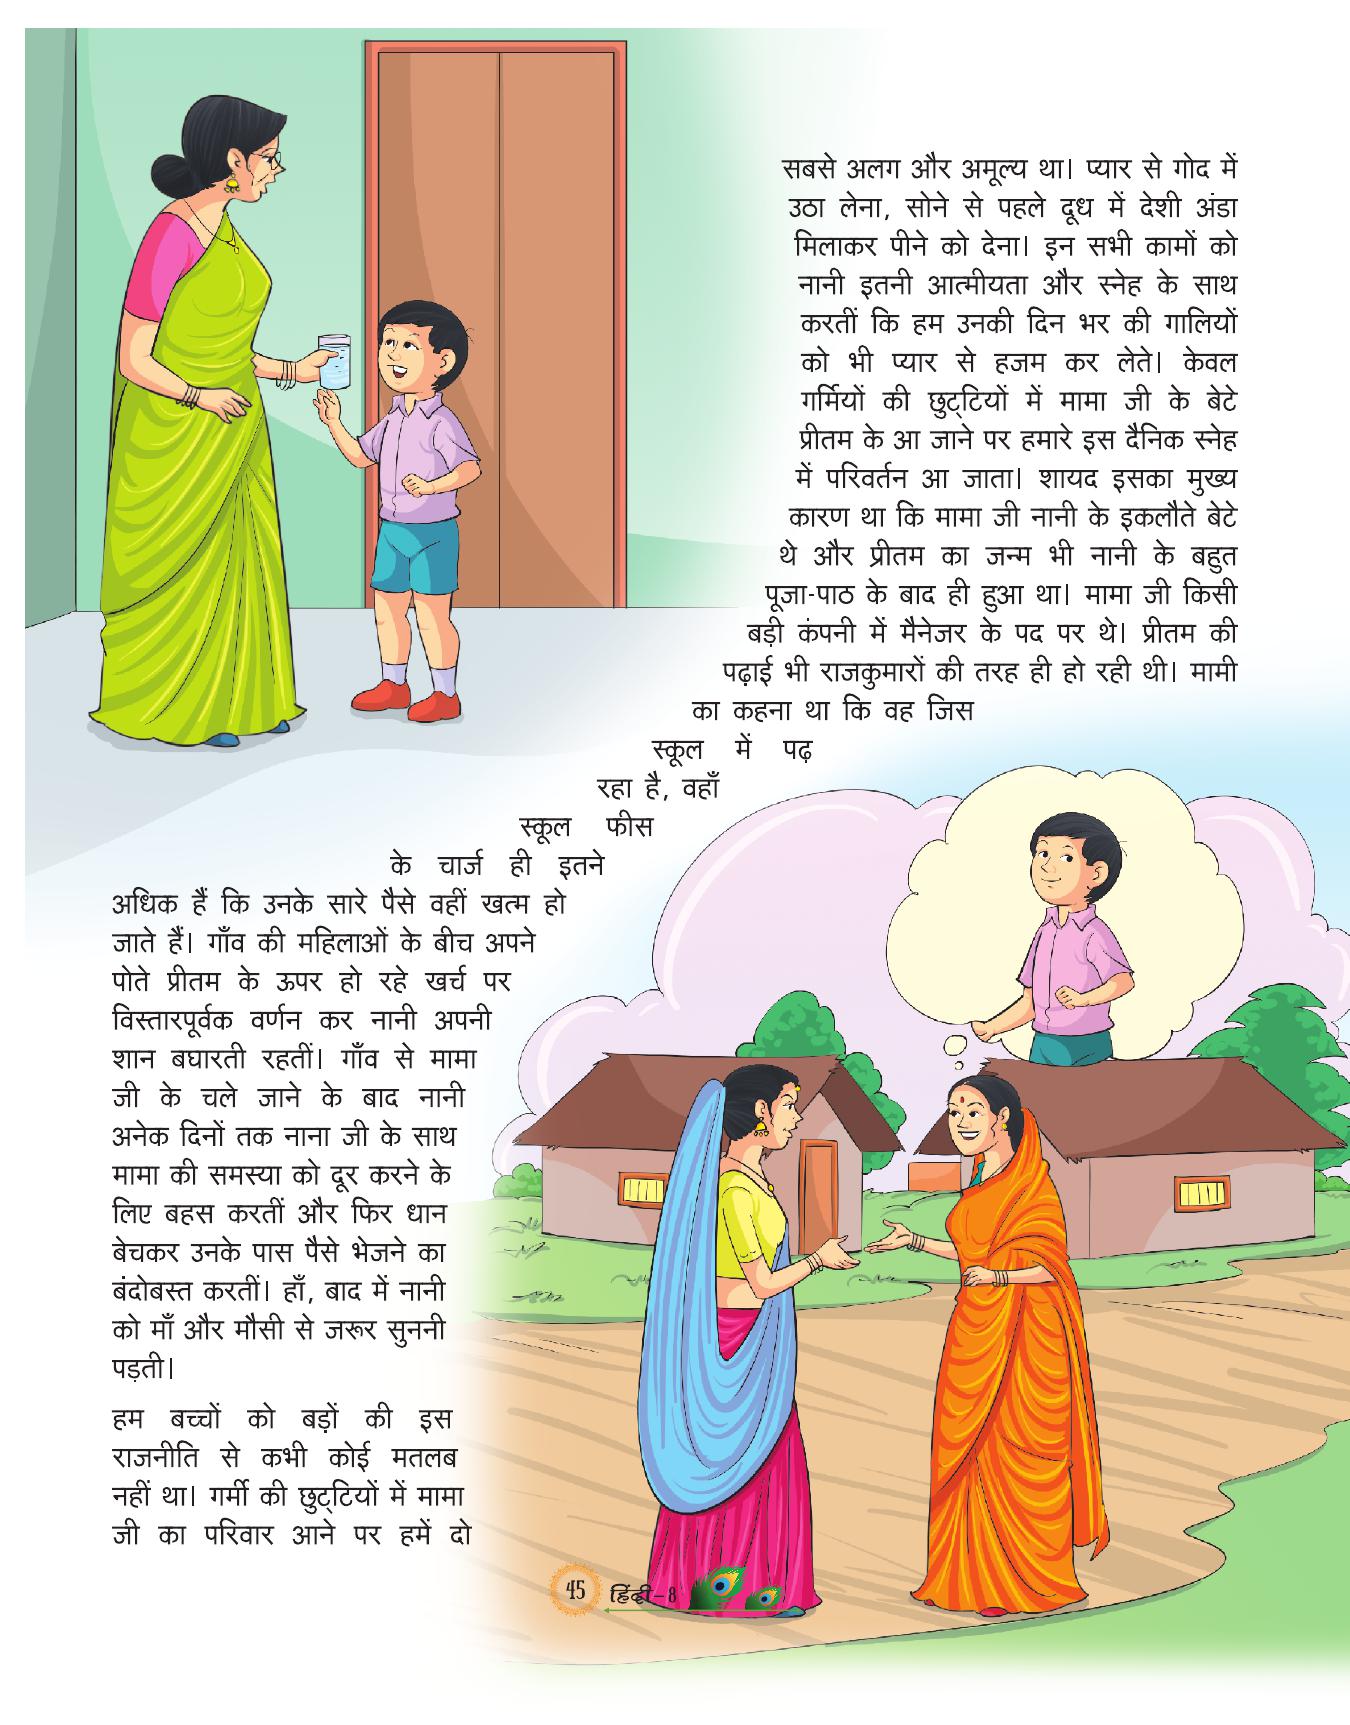 सबसे अलग और अमूल्य था। प्यार से गोद में
उठा लेना, सोने से पहले दूध में देशी अंडा
मिलाकर पीने को देना। इन सभी कामों को
नानी इतनी आत्मीयता और स्नेह के साथ
करतीं कि हम उनकी दिन भर की गालियों
को भी प्यार से हजम कर लेते। केवल
गर्मियों की छुट्टियों में मामा जी के बेटे
प्रीतम के आ जाने पर हमारे इस दैनिक स्नेह
में परिवर्तन आ जाता। शायद इसका मुख्य
कारण था कि मामा जी नानी के इकलौते बेटे
थे और प्रीतम का जन्म भी नानी के बहुत
पूजा-पाठ के बाद ही हुआ था। मामा जी किसी
बड़ी कंपनी में मैनेजर के पद पर थे। प्रीतम की
पढ़ाई भी राजकुमारों की तरह ही हो रही थी। मामी
का कहना था कि वह जिस
स्कूल में पढ़
रहा है, वहाँ
स्कूल फीस
के चार्ज ही इतने
अधिक हैं कि उनके सारे पैसे वहीं खत्म हो
जाते हैं। गाँव की महिलाओं के बीच अपने
पोते प्रीतम के ऊपर हो रहे खर्च पर
विस्तारपूर्वक वर्णन कर नानी अपनी
शान बघारती रहतीं। गाँव से मामा
जी के चले जाने के बाद नानी
अनेक दिनों तक नाना जी के साथ
मामा की समस्या को दूर करने के
लिए बहस करतीं और फिर धान
बेचकर उनके पास पैसे भेजने का
बंदोबस्त करतीं। हाँ, बाद में नानी
को माँ और मौसी से जरूर सुननी
पड़ती।
हम बच्चों को बड़ों की इस
राजनीति से कभी कोई मतलब
नहीं था। गर्मी की छुट्टियों में मामा
जी का परिवार आने पर हमें दो
45 हिंदी–8